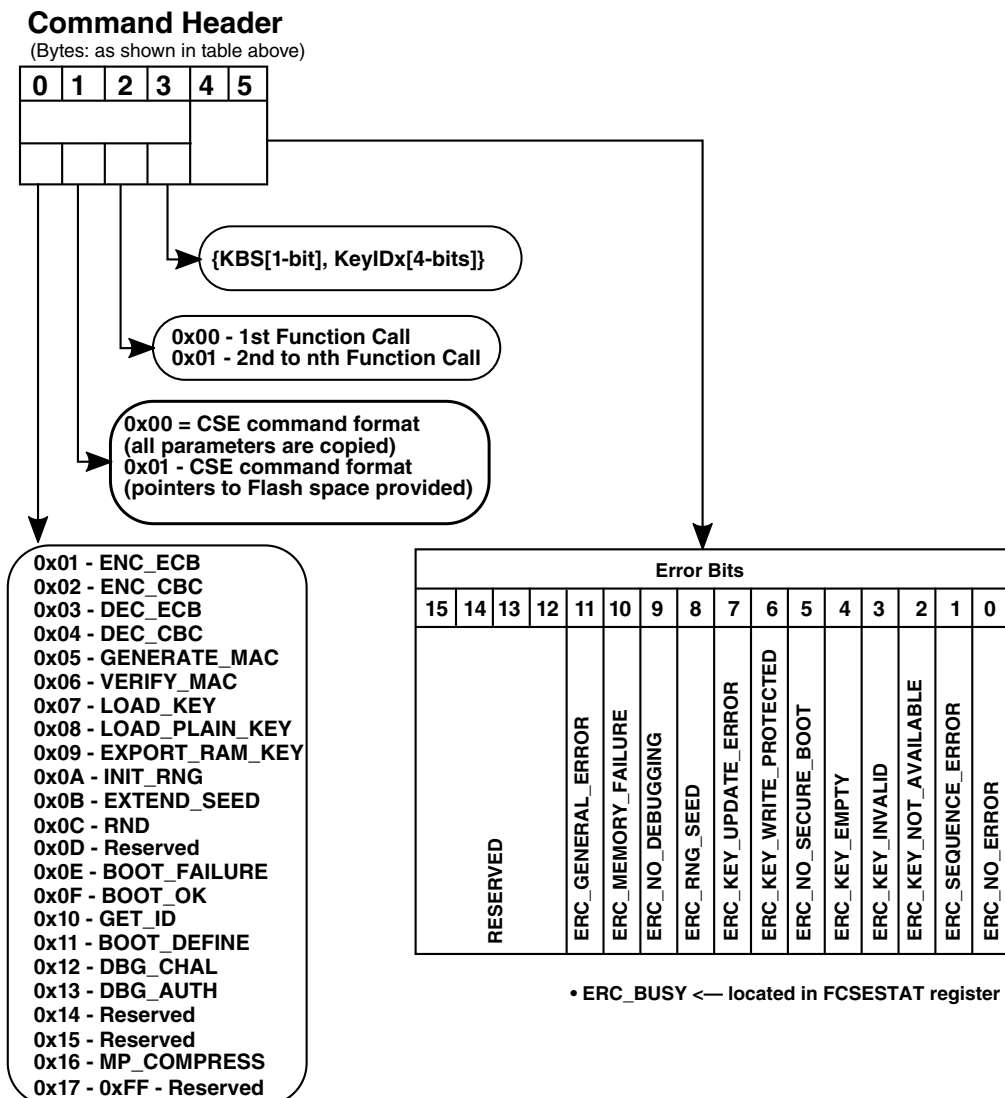 Command Header
(Bytes: as shown in table above)
0 1 2 3 4 5
{KBS[1-bit], KeyIDx[4-bits]}
0x00 - 1st Function Call
0x01 - 2nd to nth Function Call
0x00 = CSE command format
(all parameters are copied)
0x01 - CSE command format
(pointers to Flash space provided)
0x01 - ENC_ECB
0x02 - ENC_CBC
0x03 - DEC_ECB
0x04 - DEC_CBC
0x05 - GENERATE_MAC
0x06 - VERIFY_MAC
0x07 - LOAD_KEY
0x08 - LOAD_PLAIN_KEY
0x09 - EXPORT_RAM_KEY
0x0A - INIT_RNG
0x0B - EXTEND_SEED
0x0C - RND
0x0D - Reserved
0x0E - BOOT_FAILURE
0x0F - BOOT_OK
0x10 - GET_ID
0x11 - BOOT_DEFINE
0x12 - DBG_CHAL
0x13 - DBG_AUTH
0x14 - Reserved
0x15 - Reserved
0x16 - MP_COMPRESS
0x17 - 0xFF - Reserved
Error Bits
15 14 13 12 11 10 9 8 7 6 5 4 3 2 1 0
RESERVED
ERC_GENERAL_ERROR
ERC_MEMORY_FAILURE
ERC_NO_DEBUGGING
ERC_RNG_SEED
ERC_KEY_UPDATE_ERROR
ERC_KEY_WRITE_PROTECTED
ERC_NO_SECURE_BOOT
ERC_KEY_EMPTY
ERC_KEY_INVALID
ERC_KEY_NOT_AVAILABLE
ERC_SEQUENCE_ERROR
ERC_NO_ERROR
• ERC_BUSY <— located in FCSESTAT register